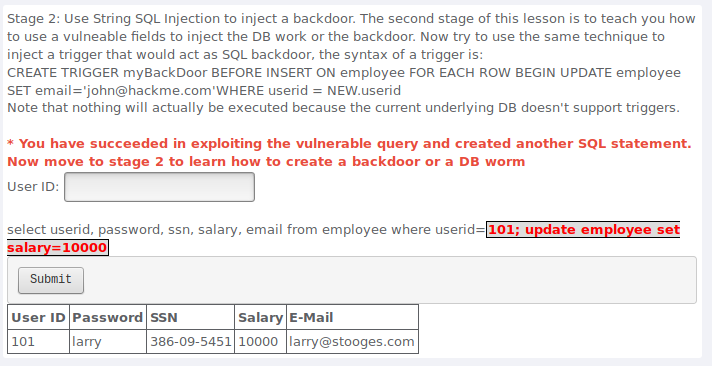 Stage 2: Use String SQL Injection to inject a backdoor. The second stage of this lesson is to teach you how
to use a vulneable fields to inject the DB work or the backdoor. Now try to use the same technique to
inject a trigger that would act as SQL backdoor, the syntax of a trigger is:
CREATE TRIGGER myBackDoor BEFORE INSERT ON employee FOR EACH ROW BEGIN UPDATE employee
SET email='john@hackme.com'WHERE userid = NEW.userid
Note that nothing will actually be executed because the current underlying DB doesn't support triggers.
* You have succeeded in exploiting the vulnerable query and created another SQL statement.
Now move to stage 2 to learn how to create a backdoor or a DB worm
User ID:
select userid, password, ssn, salary, email from employee where userid=101; update employee set
salary=10000
Submit
User ID Password SSN Salary E-Mail
101 larry 386-09-5451 10000 larry@stooges.com